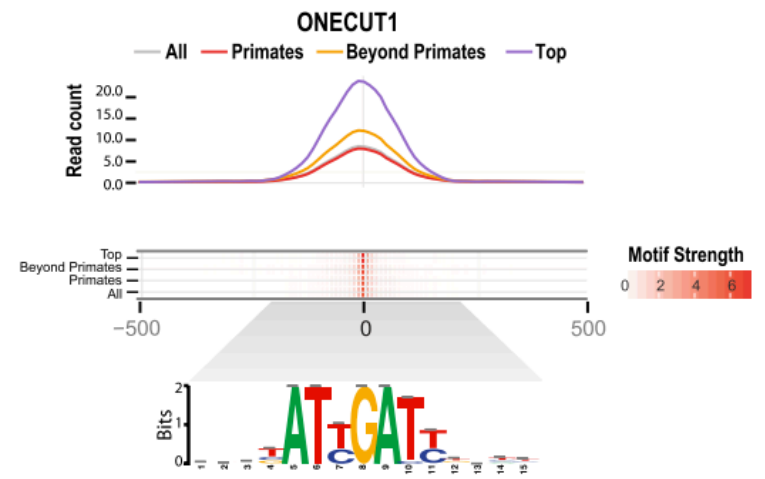 ONECUT1
All Primates Beyond Primates Top
Read count
20.0
15.0
10.0
5.0
0.0
Top
Beyond Primates
Primates
All
Motif Strength
0 2 4 6
−500 0 500
Bits
2
1
0
ATTCGATTC
1 2 3 4 5 6 7 8 9 10 11 12 13 14 15